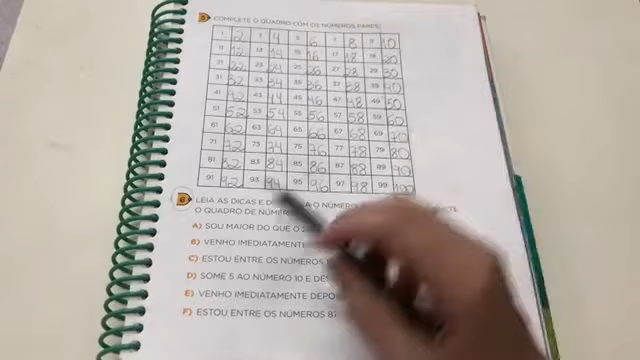 COMPLETE O QUADRO COM OS NÚMEROS PARES.
1 2 3 4 5 6 7 8 9 10
11 12 13 14 15 16 17 18 19 20
21 22 23 24 25 26 27 28 29 30
31 32 33 34 35 36 37 38 39 40
41 42 43 44 45 46 47 48 49 50
51 52 53 54 55 56 57 58 59 60
61 62 63 64 65 66 67 68 69 70
71 72 73 74 75 76 77 78 79 80
81 82 83 84 85 86 87 88 89 90
91 92 93 94 95 96 97 98 99 100
LEIA AS DICAS E O NÚMERO
O QUADRO DE
A) SOU MAIOR DO QUE O
B) VENHO IMEDIATAMENTE
C) ESTOU ENTRE OS NÚMEROS
D) SOME 5 AO NÚMERO 10 E
E) VENHO IMEDIATAMENTE
F) ESTOU ENTRE OS NÚMEROS